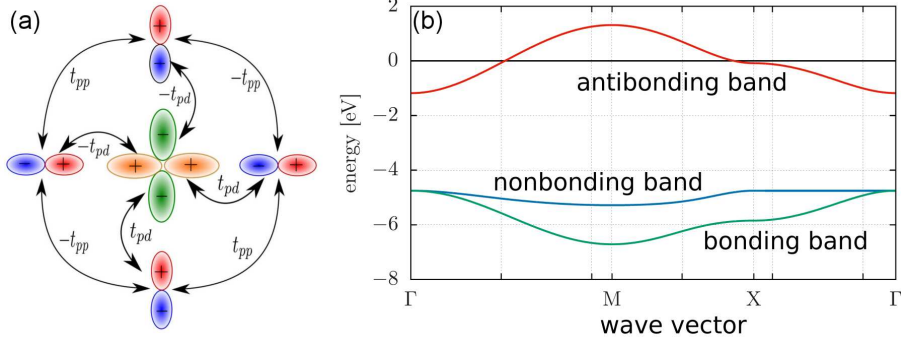 (a)
+
−
t_pp
−t_pp
−t_pd
−
−t_pd
− +
+ +
− +
t_pd
−
t_pd
−t_pp
t_pp
+
−
(b)
2
0
antibonding band
−2
energy [eV]
−4
nonbonding band
−6
bonding band
−8
Γ M X Γ
wave vector